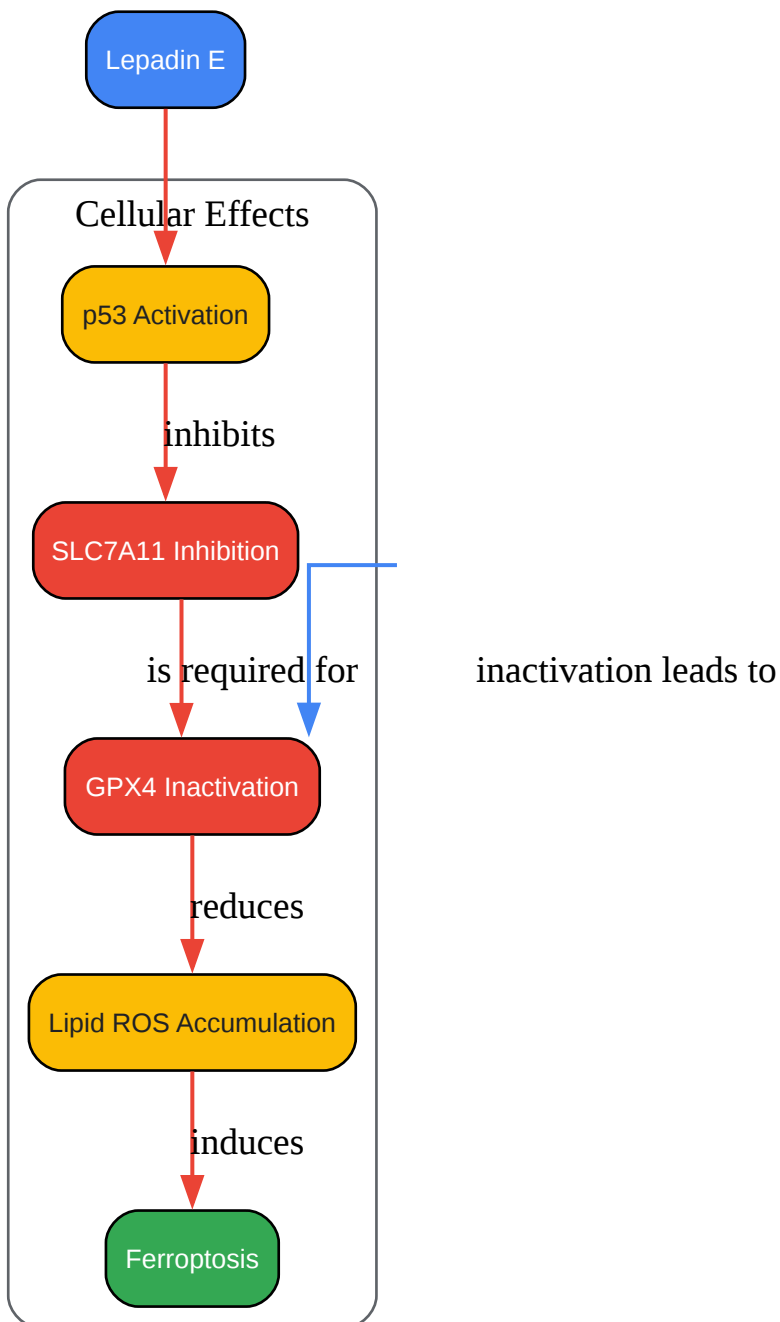 Lepadin E
Cellular Effects
p53 Activation
inhibits
SLC7A11 Inhibition
is required for
inactivation leads to
GPX4 Inactivation
reduces
Lipid ROS Accumulation
induces
Ferroptosis